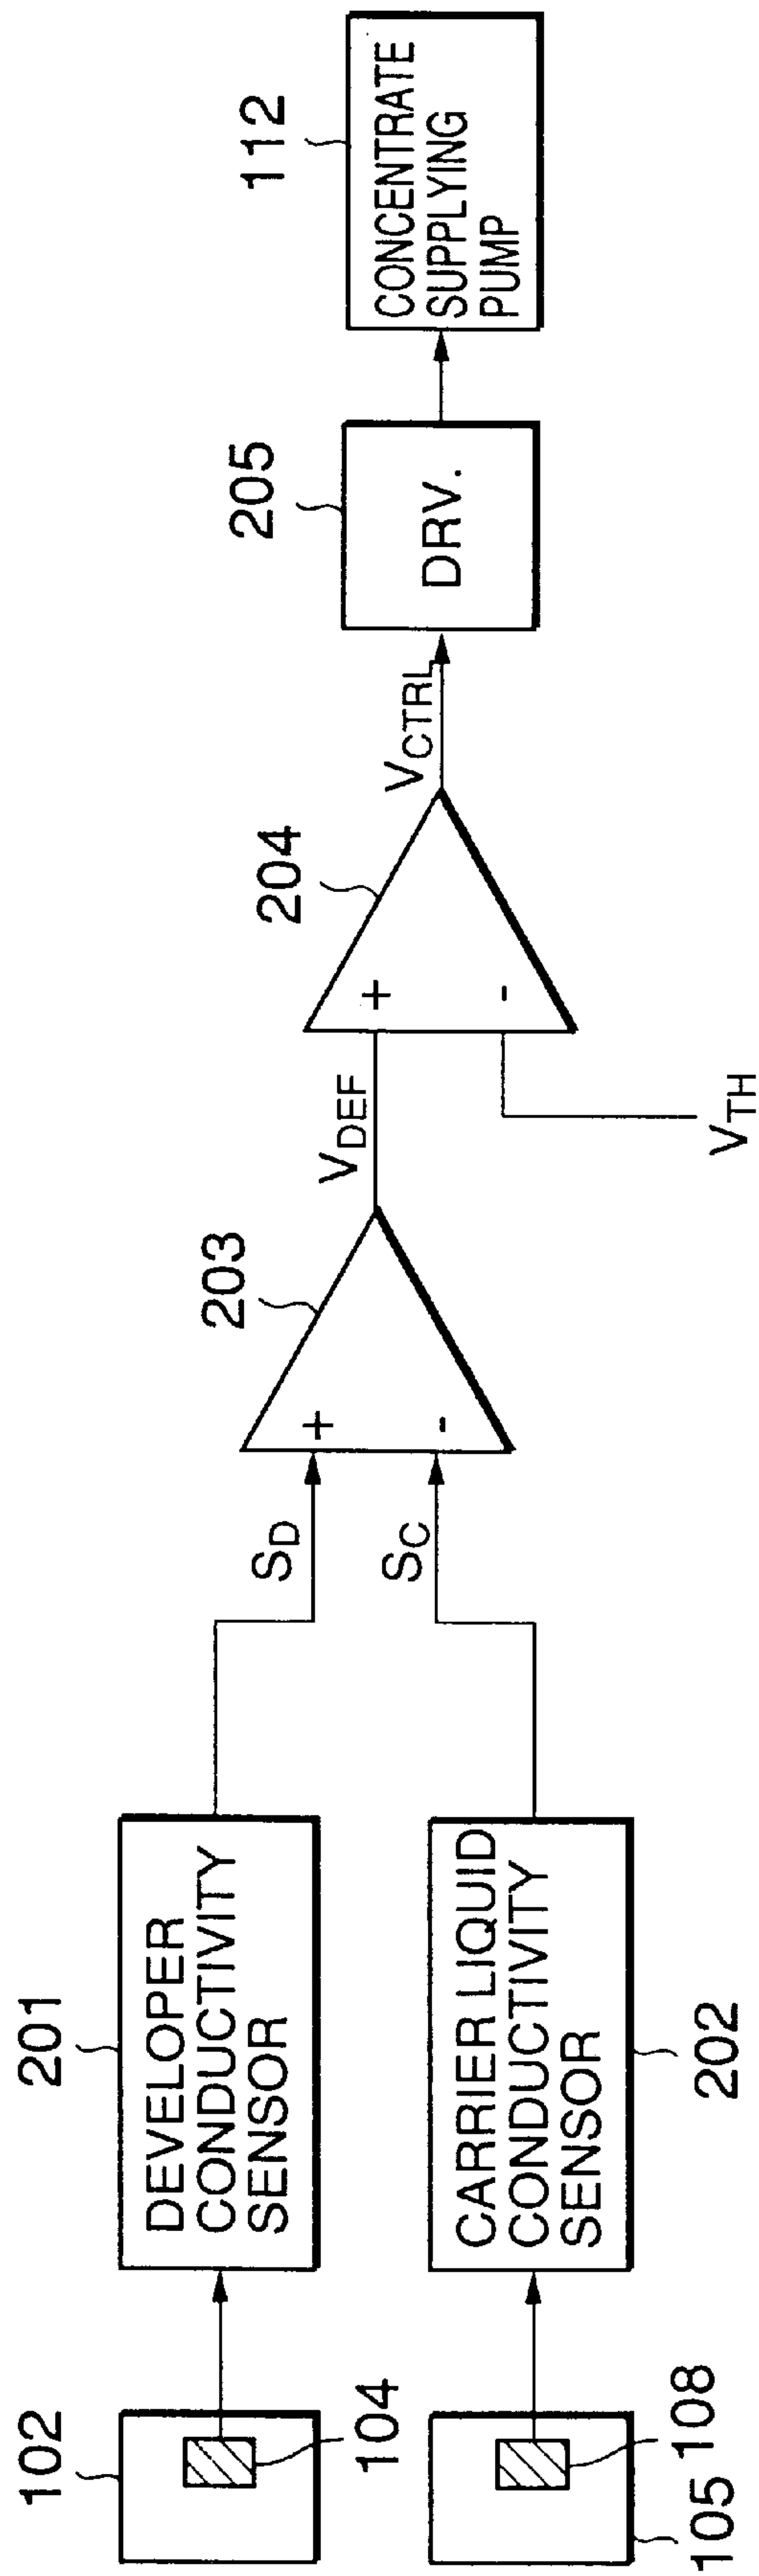 102
104
201
DEVELOPER
CONDUCTIVITY
SENSOR
105
108
CARRIER LIQUID
CONDUCTIVITY
SENSOR
202
SD
SC
203
+
-
VDEF
VTH
204
+
-
VCTRL
205
DRV.
112
CONCENTRATE
SUPPLYING
PUMP